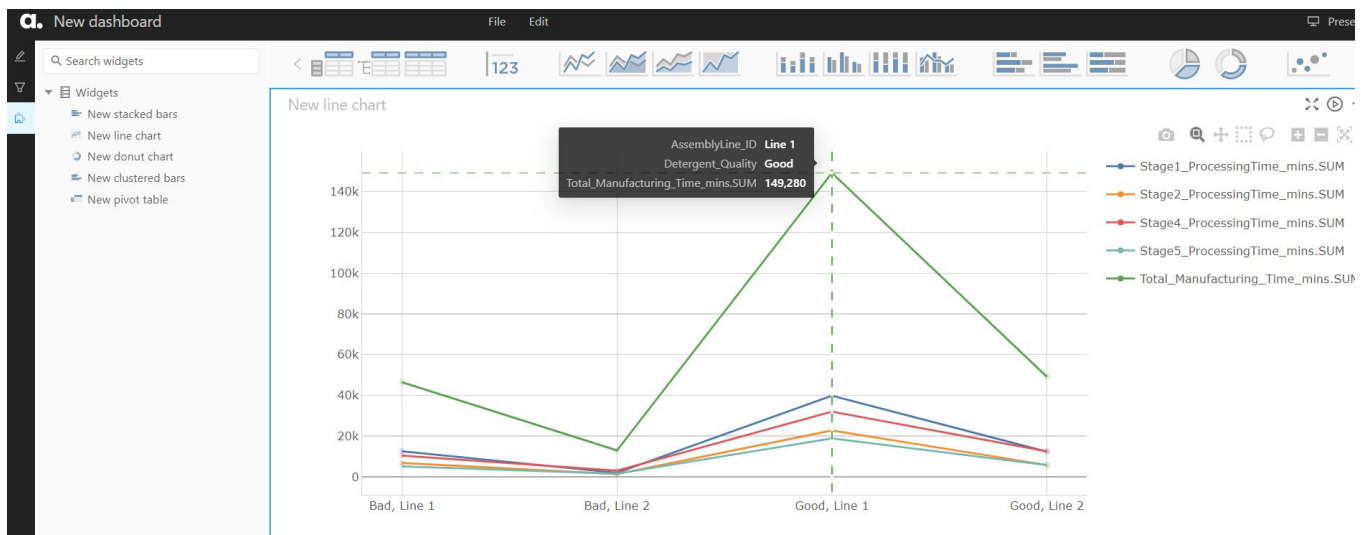 a. New dashboard File Edit Prese
Search widgets
123
Widgets
New stacked bars
New line chart
New donut chart
New clustered bars
New pivot table
New line chart
AssemblyLine_ID Line 1
Detergent_Quality Good
Total_Manufacturing_Time_mins.SUM 149,280
140k
120k
100k
80k
60k
40k
20k
0
Bad, Line 1 Bad, Line 2 Good, Line 1 Good, Line 2
Stage1_ProcessingTime_mins.SUM
Stage2_ProcessingTime_mins.SUM
Stage4_ProcessingTime_mins.SUM
Stage5_ProcessingTime_mins.SUM
Total_Manufacturing_Time_mins.SUM